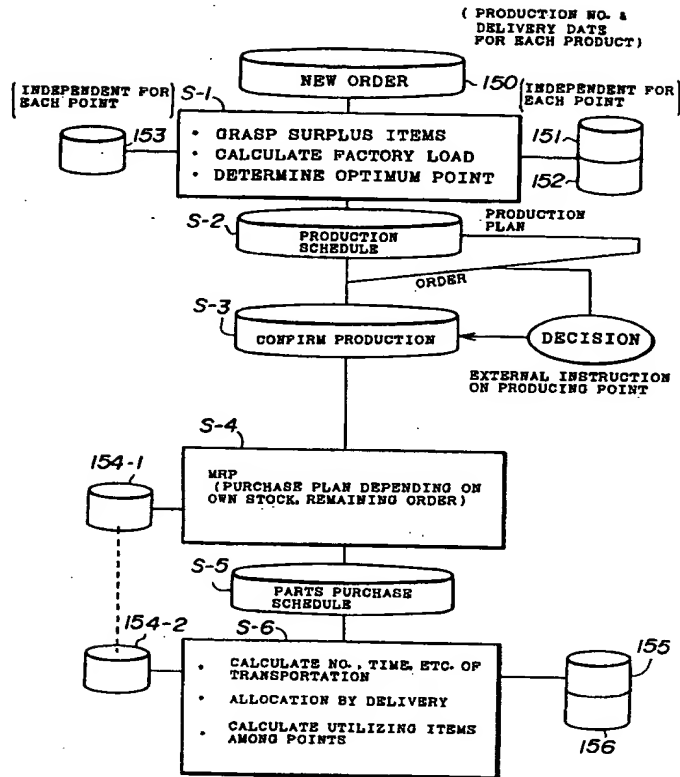 ( PRODUCTION NO. &
DELIVERY DATE
FOR EACH PRODUCT)
NEW ORDER
150
[INDEPENDENT FOR
EACH POINT]
S-1
[INDEPENDENT FOR
EACH POINT]
153
• GRASP SURPLUS ITEMS
• CALCULATE FACTORY LOAD
• DETERMINE OPTIMUM POINT
151
152
S-2
PRODUCTION
SCHEDULE
PRODUCTION
PLAN
ORDER
S-3
CONFIRM PRODUCTION
DECISION
EXTERNAL INSTRUCTION
ON PRODUCING POINT
S-4
154-1
MRP
(PURCHASE PLAN DEPENDING ON
OWN STOCK, REMAINING ORDER)
S-5
PARTS PURCHASE
SCHEDULE
154-2
S-6
• CALCULATE NO., TIME, ETC. OF
TRANSPORTATION
• ALLOCATION BY DELIVERY
• CALCULATE UTILIZING ITEMS
AMONG POINTS
155
156